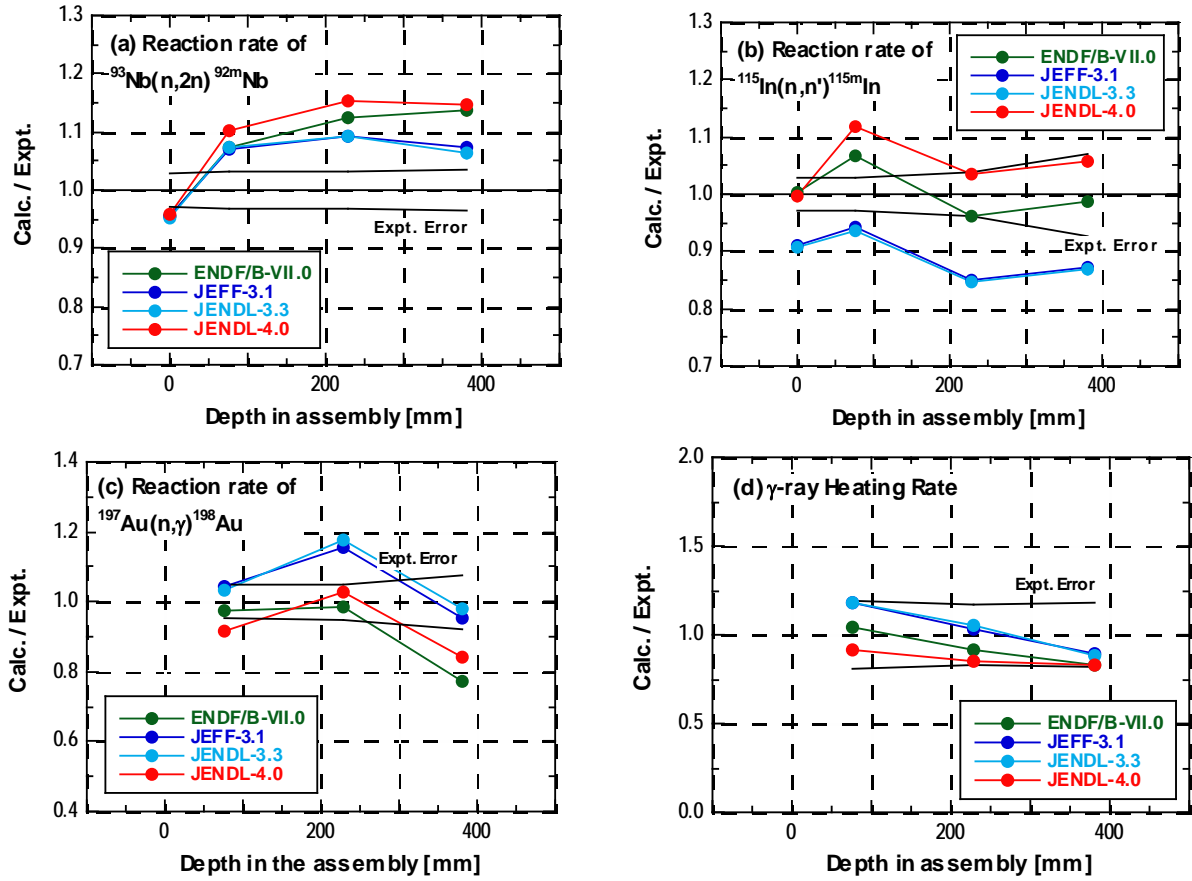 (a) Reaction rate of
⁹³Nb(n,2n)⁹²ᵐNb
1.3
1.2
1.1
1.0
0.9
0.8
0.7
Calc. / Expt.
Expt. Error
ENDF/B-VII.0
JEFF-3.1
JENDL-3.3
JENDL-4.0
0
200
400
Depth in assembly [mm]
(b) Reaction rate of
¹¹⁵In(n,n')¹¹⁵ᵐIn
1.3
1.2
1.1
1.0
0.9
0.8
0.7
Calc. / Expt.
ENDF/B-VII.0
JEFF-3.1
JENDL-3.3
JENDL-4.0
Expt. Error
0
200
400
Depth in assembly [mm]
(c) Reaction rate of
¹⁹⁷Au(n,γ)¹⁹⁸Au
1.4
1.2
1.0
0.8
0.6
0.4
Calc. / Expt.
Expt. Error
ENDF/B-VII.0
JEFF-3.1
JENDL-3.3
JENDL-4.0
0
200
400
Depth in the assembly [mm]
(d) γ-ray Heating Rate
2.0
1.5
1.0
0.5
0.0
Calc. / Expt.
Expt. Error
ENDF/B-VII.0
JEFF-3.1
JENDL-3.3
JENDL-4.0
0
200
400
Depth in assembly [mm]